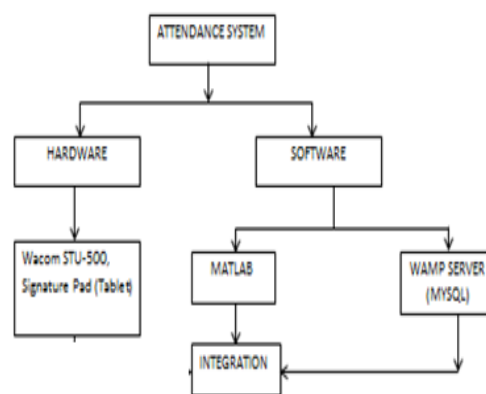 ATTENDANCE SYSTEM
HARDWARE
SOFTWARE
Wacom STU-500,
Signature Pad (Tablet)
MATLAB
WAMP SERVER
(MYSQL)
INTEGRATION